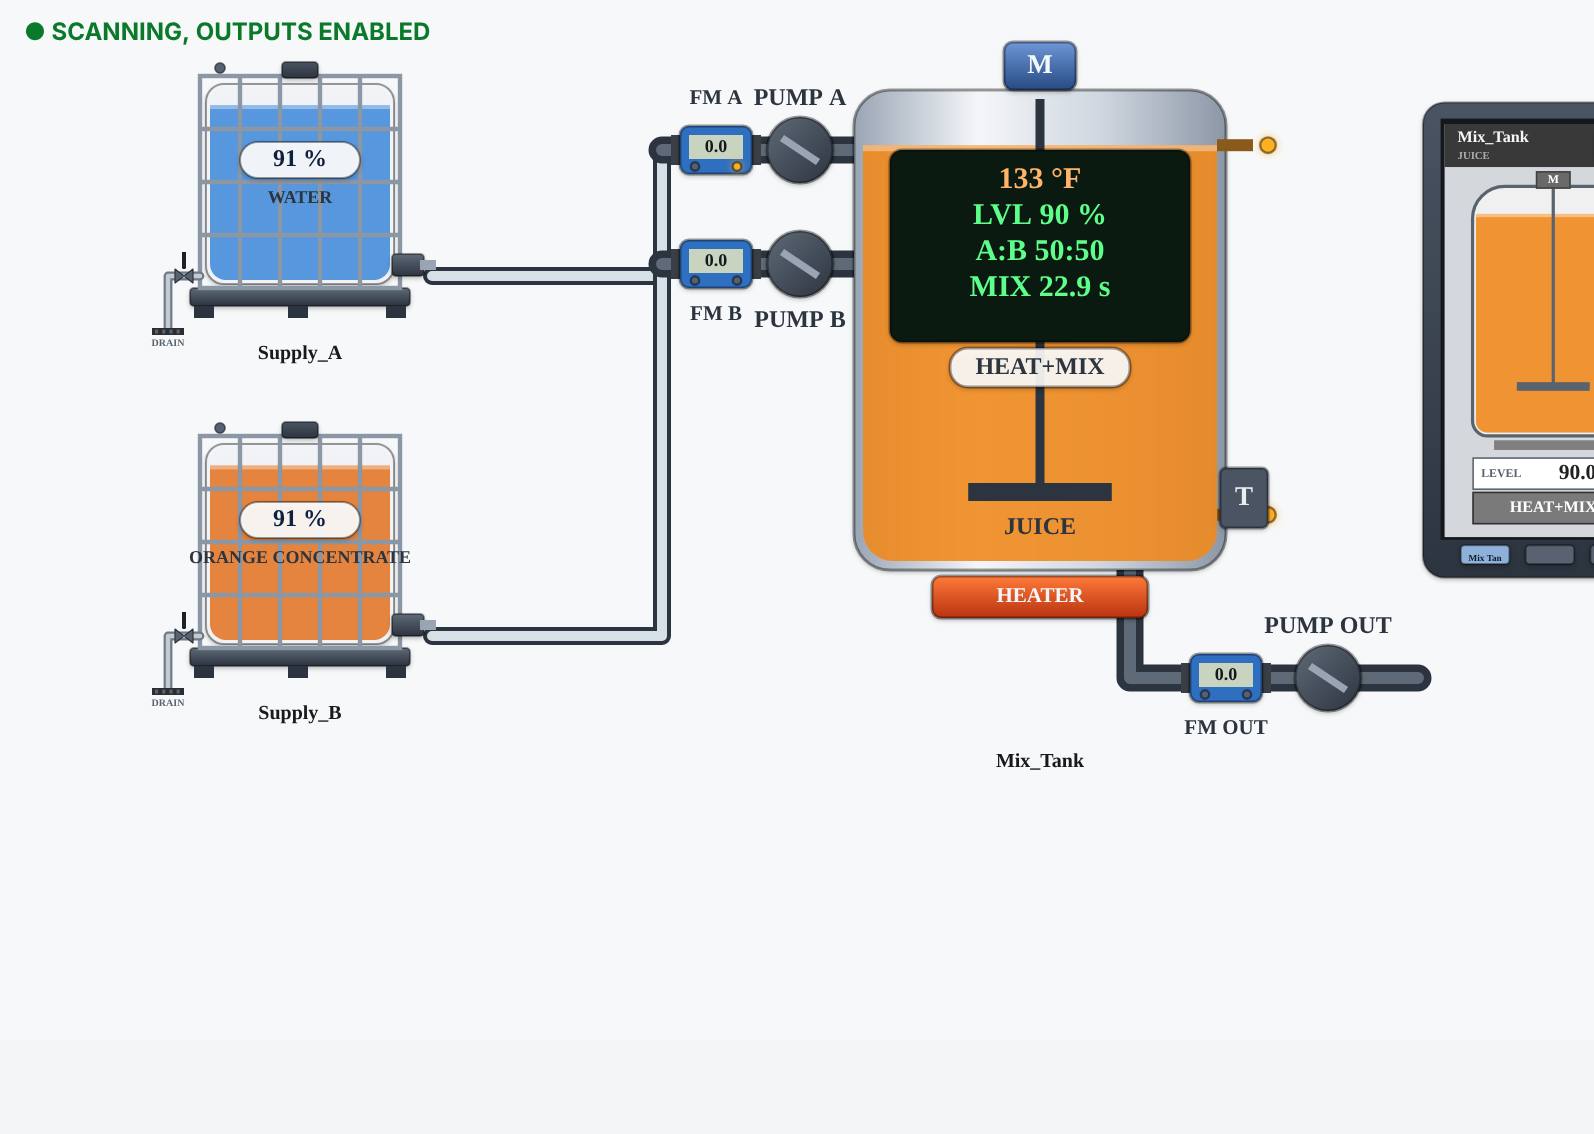 SCANNING, OUTPUTS ENABLED
91 %
WATER
DRAIN
Supply_A
91 %
ORANGE CONCENTRATE
DRAIN
Supply_B
FM A
PUMP A
0.0
0.0
FM B
PUMP B
M
133 °F
LVL 90 %
A:B 50:50
MIX 22.9 s
HEAT+MIX
JUICE
T
HEATER
PUMP OUT
0.0
FM OUT
Mix_Tank
Mix_Tank
JUICE
M
LEVEL
90.0
HEAT+MIX
Mix Tan